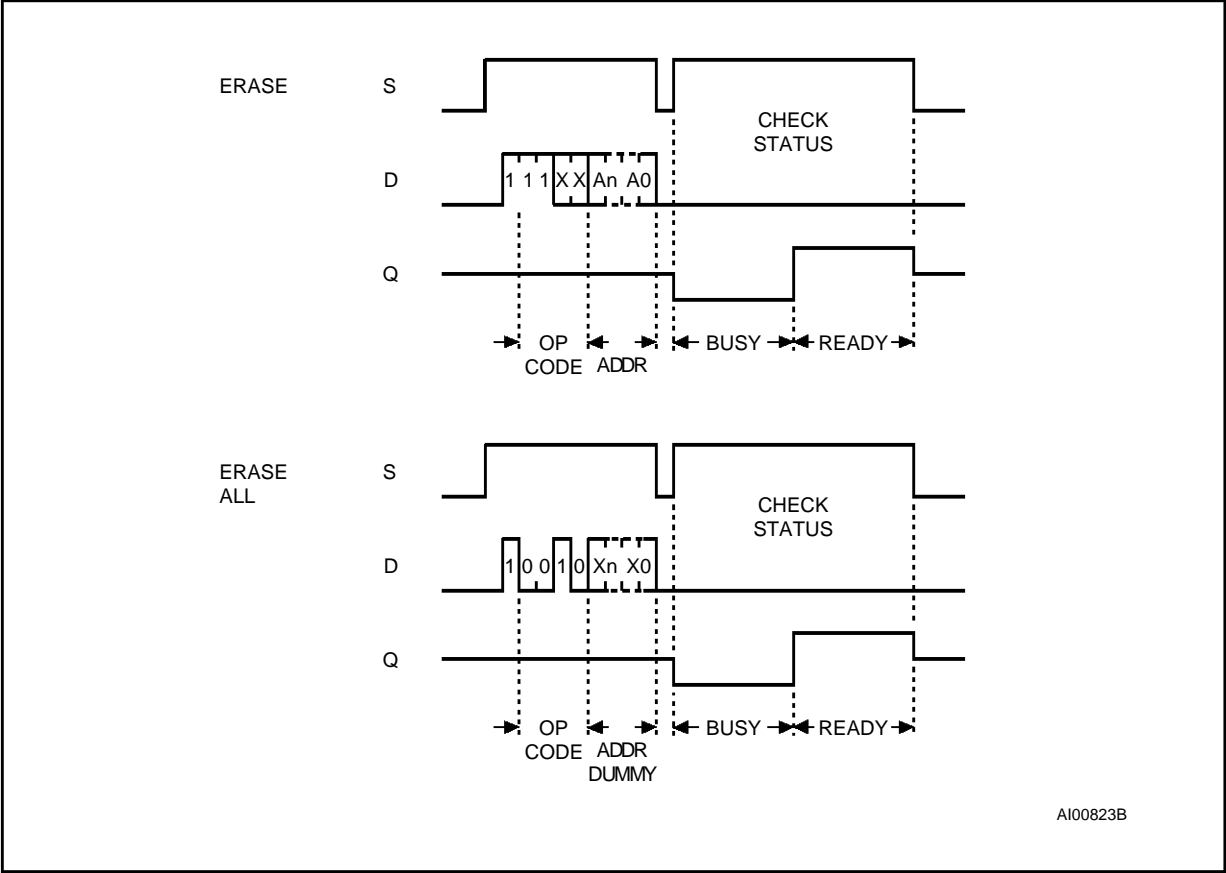 ERASE
S
CHECK
STATUS
D
1 1 1 X X An A0
Q
OP
CODE
ADDR
BUSY
READY
ERASE
ALL
S
CHECK
STATUS
D
1 0 0 1 0 Xn X0
Q
OP
CODE
ADDR
DUMMY
BUSY
READY
AI00823B